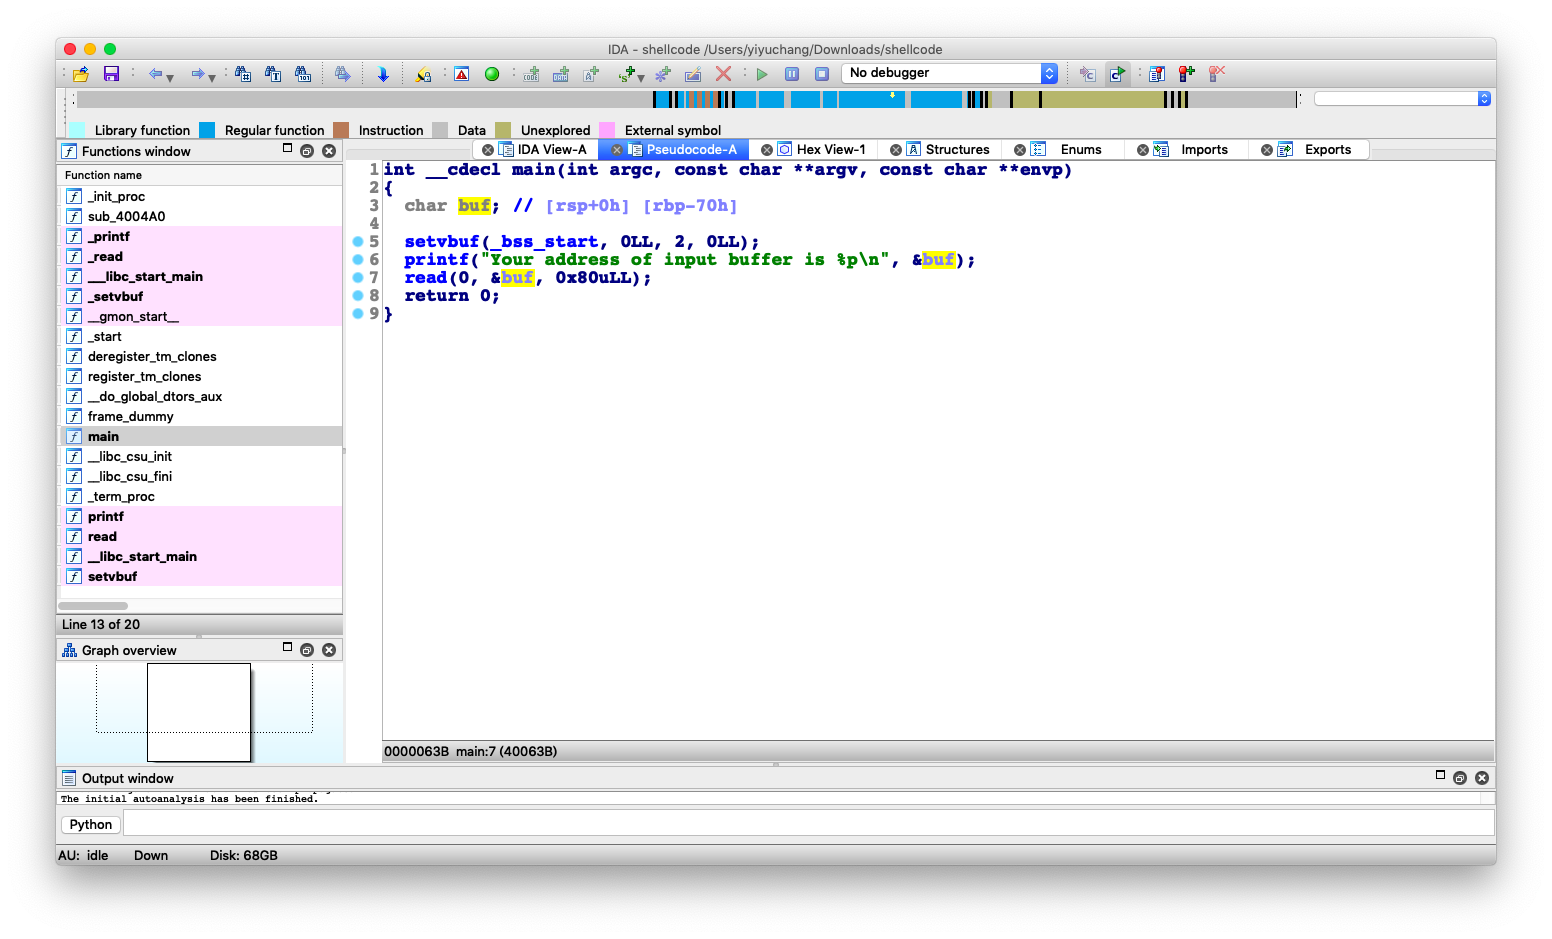 IDA - shellcode /Users/yiyuchang/Downloads/shellcode
No debugger
Library function Regular function Instruction Data Unexplored External symbol
Functions window
Function name
_init_proc
sub_4004A0
_printf
_read
__libc_start_main
_setvbuf
__gmon_start__
_start
deregister_tm_clones
register_tm_clones
__do_global_dtors_aux
frame_dummy
main
__libc_csu_init
__libc_csu_fini
_term_proc
printf
read
__libc_start_main
setvbuf
Line 13 of 20
Graph overview
IDA View-A Pseudocode-A Hex View-1 Structures Enums Imports Exports
1 int __cdecl main(int argc, const char **argv, const char **envp)
2 {
3 char buf; // [rsp+0h] [rbp-70h]
4
5 setvbuf(_bss_start, 0LL, 2, 0LL);
6 printf("Your address of input buffer is %p\n", &buf);
7 read(0, &buf, 0x80uLL);
8 return 0;
9 }
0000063B main:7 (40063B)
Output window
The initial autoanalysis has been finished.
Python
AU: idle Down Disk: 68GB